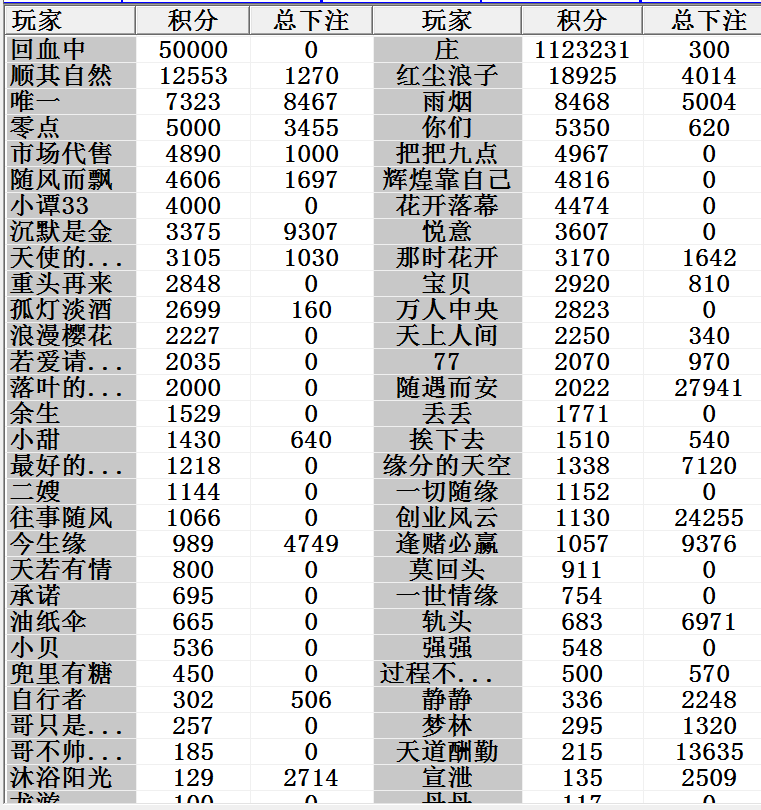 玩家 积分 总下注 玩家 积分 总下注
回血中 50000 0 庄 1123231 300
顺其自然 12553 1270 红尘浪子 18925 4014
唯一 7323 8467 雨烟 8468 5004
零点 5000 3455 你们 5350 620
市场代售 4890 1000 把把九点 4967 0
随风而飘 4606 1697 辉煌靠自己 4816 0
小谭33 4000 0 花开落幕 4474 0
沉默是金 3375 9307 悦意 3607 0
天使的... 3105 1030 那时花开 3170 1642
重头再来 2848 0 宝贝 2920 810
孤灯淡酒 2699 160 万人中央 2823 0
浪漫樱花 2227 0 天上人间 2250 340
若爱请... 2035 0 77 2070 970
落叶的... 2000 0 随遇而安 2022 27941
余生 1529 0 丢丢 1771 0
小甜 1430 640 挨下去 1510 540
最好的... 1218 0 缘分的天空 1338 7120
二嫂 1144 0 一切随缘 1152 0
往事随风 1066 0 创业风云 1130 24255
今生缘 989 4749 逢赌必赢 1057 9376
天若有情 800 0 莫回头 911 0
承诺 695 0 一世情缘 754 0
油纸伞 665 0 轨头 683 6971
小贝 536 0 强强 548 0
兜里有糖 450 0 过程不... 500 570
自行者 302 506 静静 336 2248
哥只是... 257 0 梦林 295 1320
哥不帅... 185 0 天道酬勤 215 13635
沐浴阳光 129 2714 宣泄 135 2509